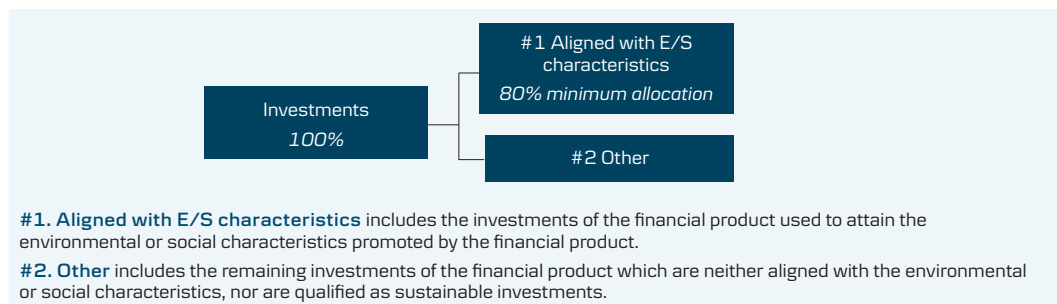 #1 Aligned with E/S
characteristics
80% minimum allocation
Investments
100%
#2 Other
#1. Aligned with E/S characteristics includes the investments of the financial product used to attain the
environmental or social characteristics promoted by the financial product.
#2. Other includes the remaining investments of the financial product which are neither aligned with the environmental
or social characteristics, nor are qualified as sustainable investments.